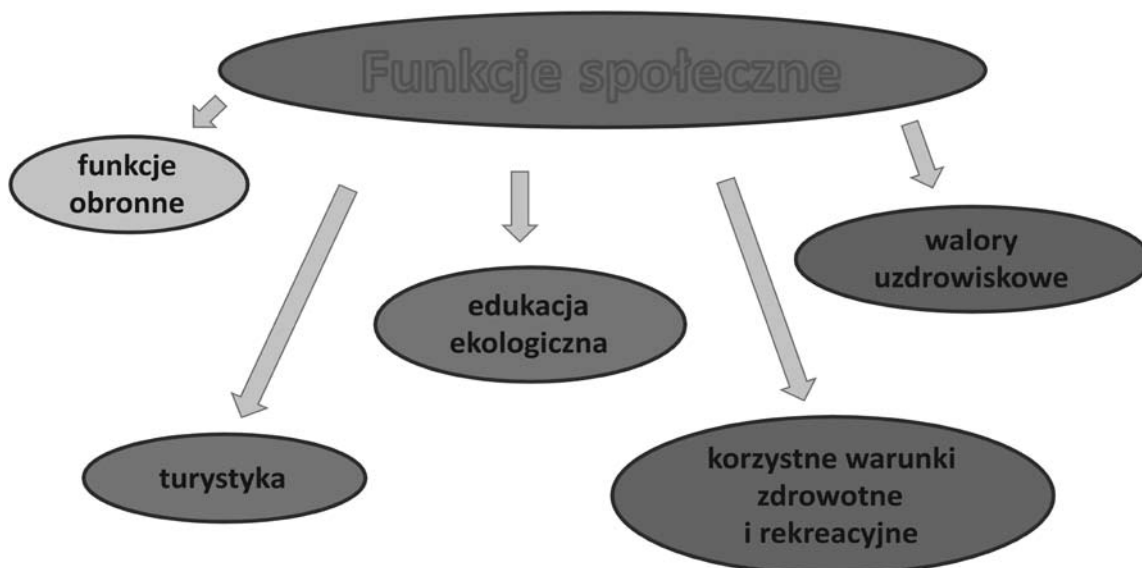 Funkcje społeczne
funkcje
obronne
walory
uzdrowiskowe
edukacja
ekologiczna
turystyka
korzystne warunki
zdrowotne
i rekreacyjne